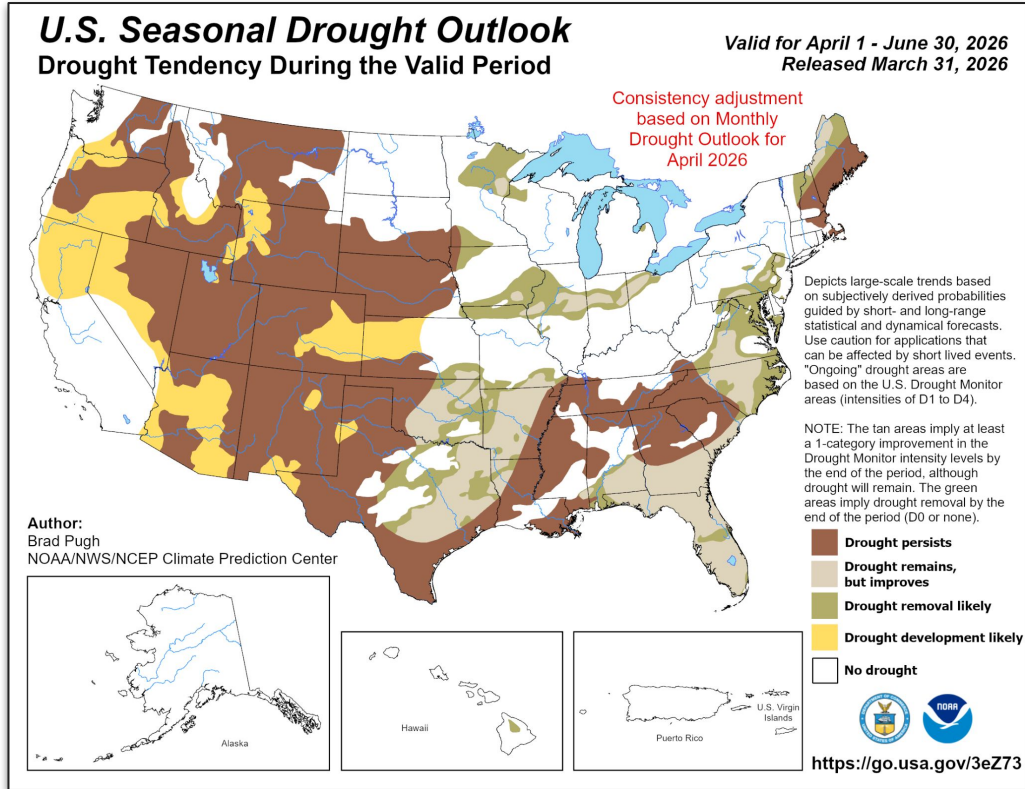 U.S. Seasonal Drought Outlook
Drought Tendency During the Valid Period
Valid for April 1 - June 30, 2026
Released March 31, 2026
Consistency adjustment
based on Monthly
Drought Outlook for
April 2026
Depicts large-scale trends based
on subjectively derived probabilities
guided by short- and long-range
statistical and dynamical forecasts.
Use caution for applications that
can be affected by short lived events.
"Ongoing" drought areas are
based on the U.S. Drought Monitor
areas (intensities of D1 to D4).
NOTE: The tan areas imply at least
a 1-category improvement in the
Drought Monitor intensity levels by
the end of the period, although
drought will remain. The green
areas imply drought removal by the
end of the period (D0 or none).
Author:
Brad Pugh
NOAA/NWS/NCEP Climate Prediction Center
Drought persists
Drought remains,
but improves
Drought removal likely
Drought development likely
No drought
Alaska
Hawaii
Puerto Rico
U.S. Virgin
Islands
NOAA
https://go.usa.gov/3eZ73